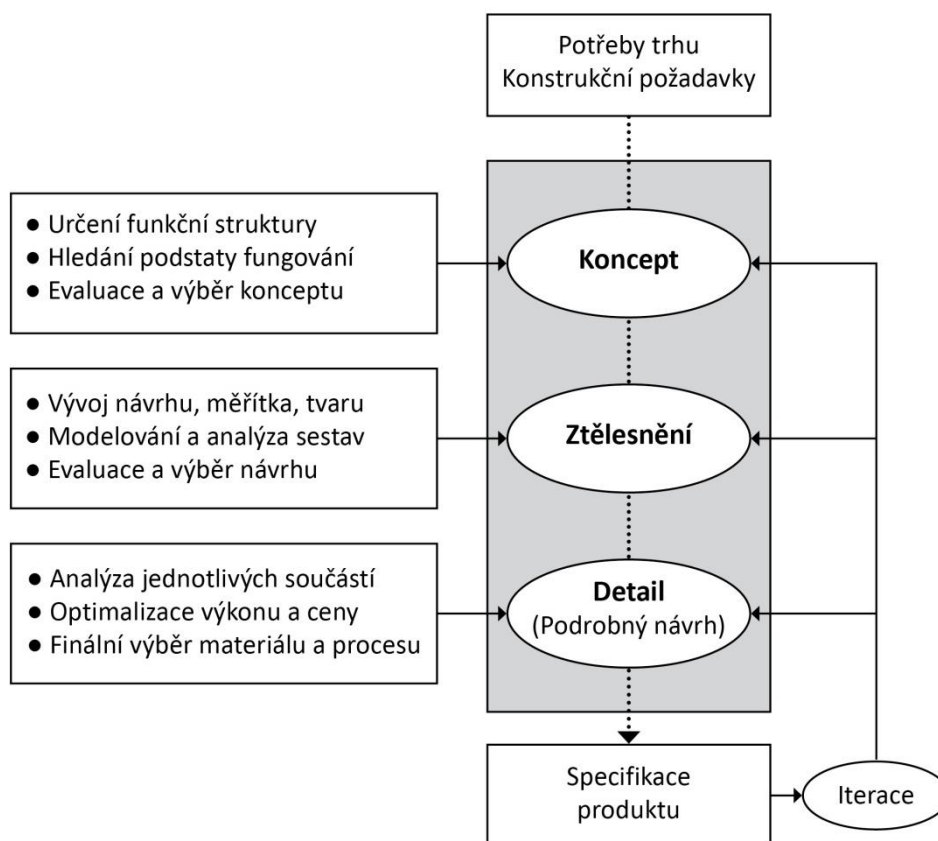 Potřeby trhu
Konstrukční požadavky
● Určení funkční struktury
● Hledání podstaty fungování
● Evaluace a výběr konceptu
Koncept
● Vývoj návrhu, měřítka, tvaru
● Modelování a analýza sestav
● Evaluace a výběr návrhu
Ztělesnění
● Analýza jednotlivých součástí
● Optimalizace výkonu a ceny
● Finální výběr materiálu a procesu
Detail
(Podrobný návrh)
Specifikace
produktu
Iterace